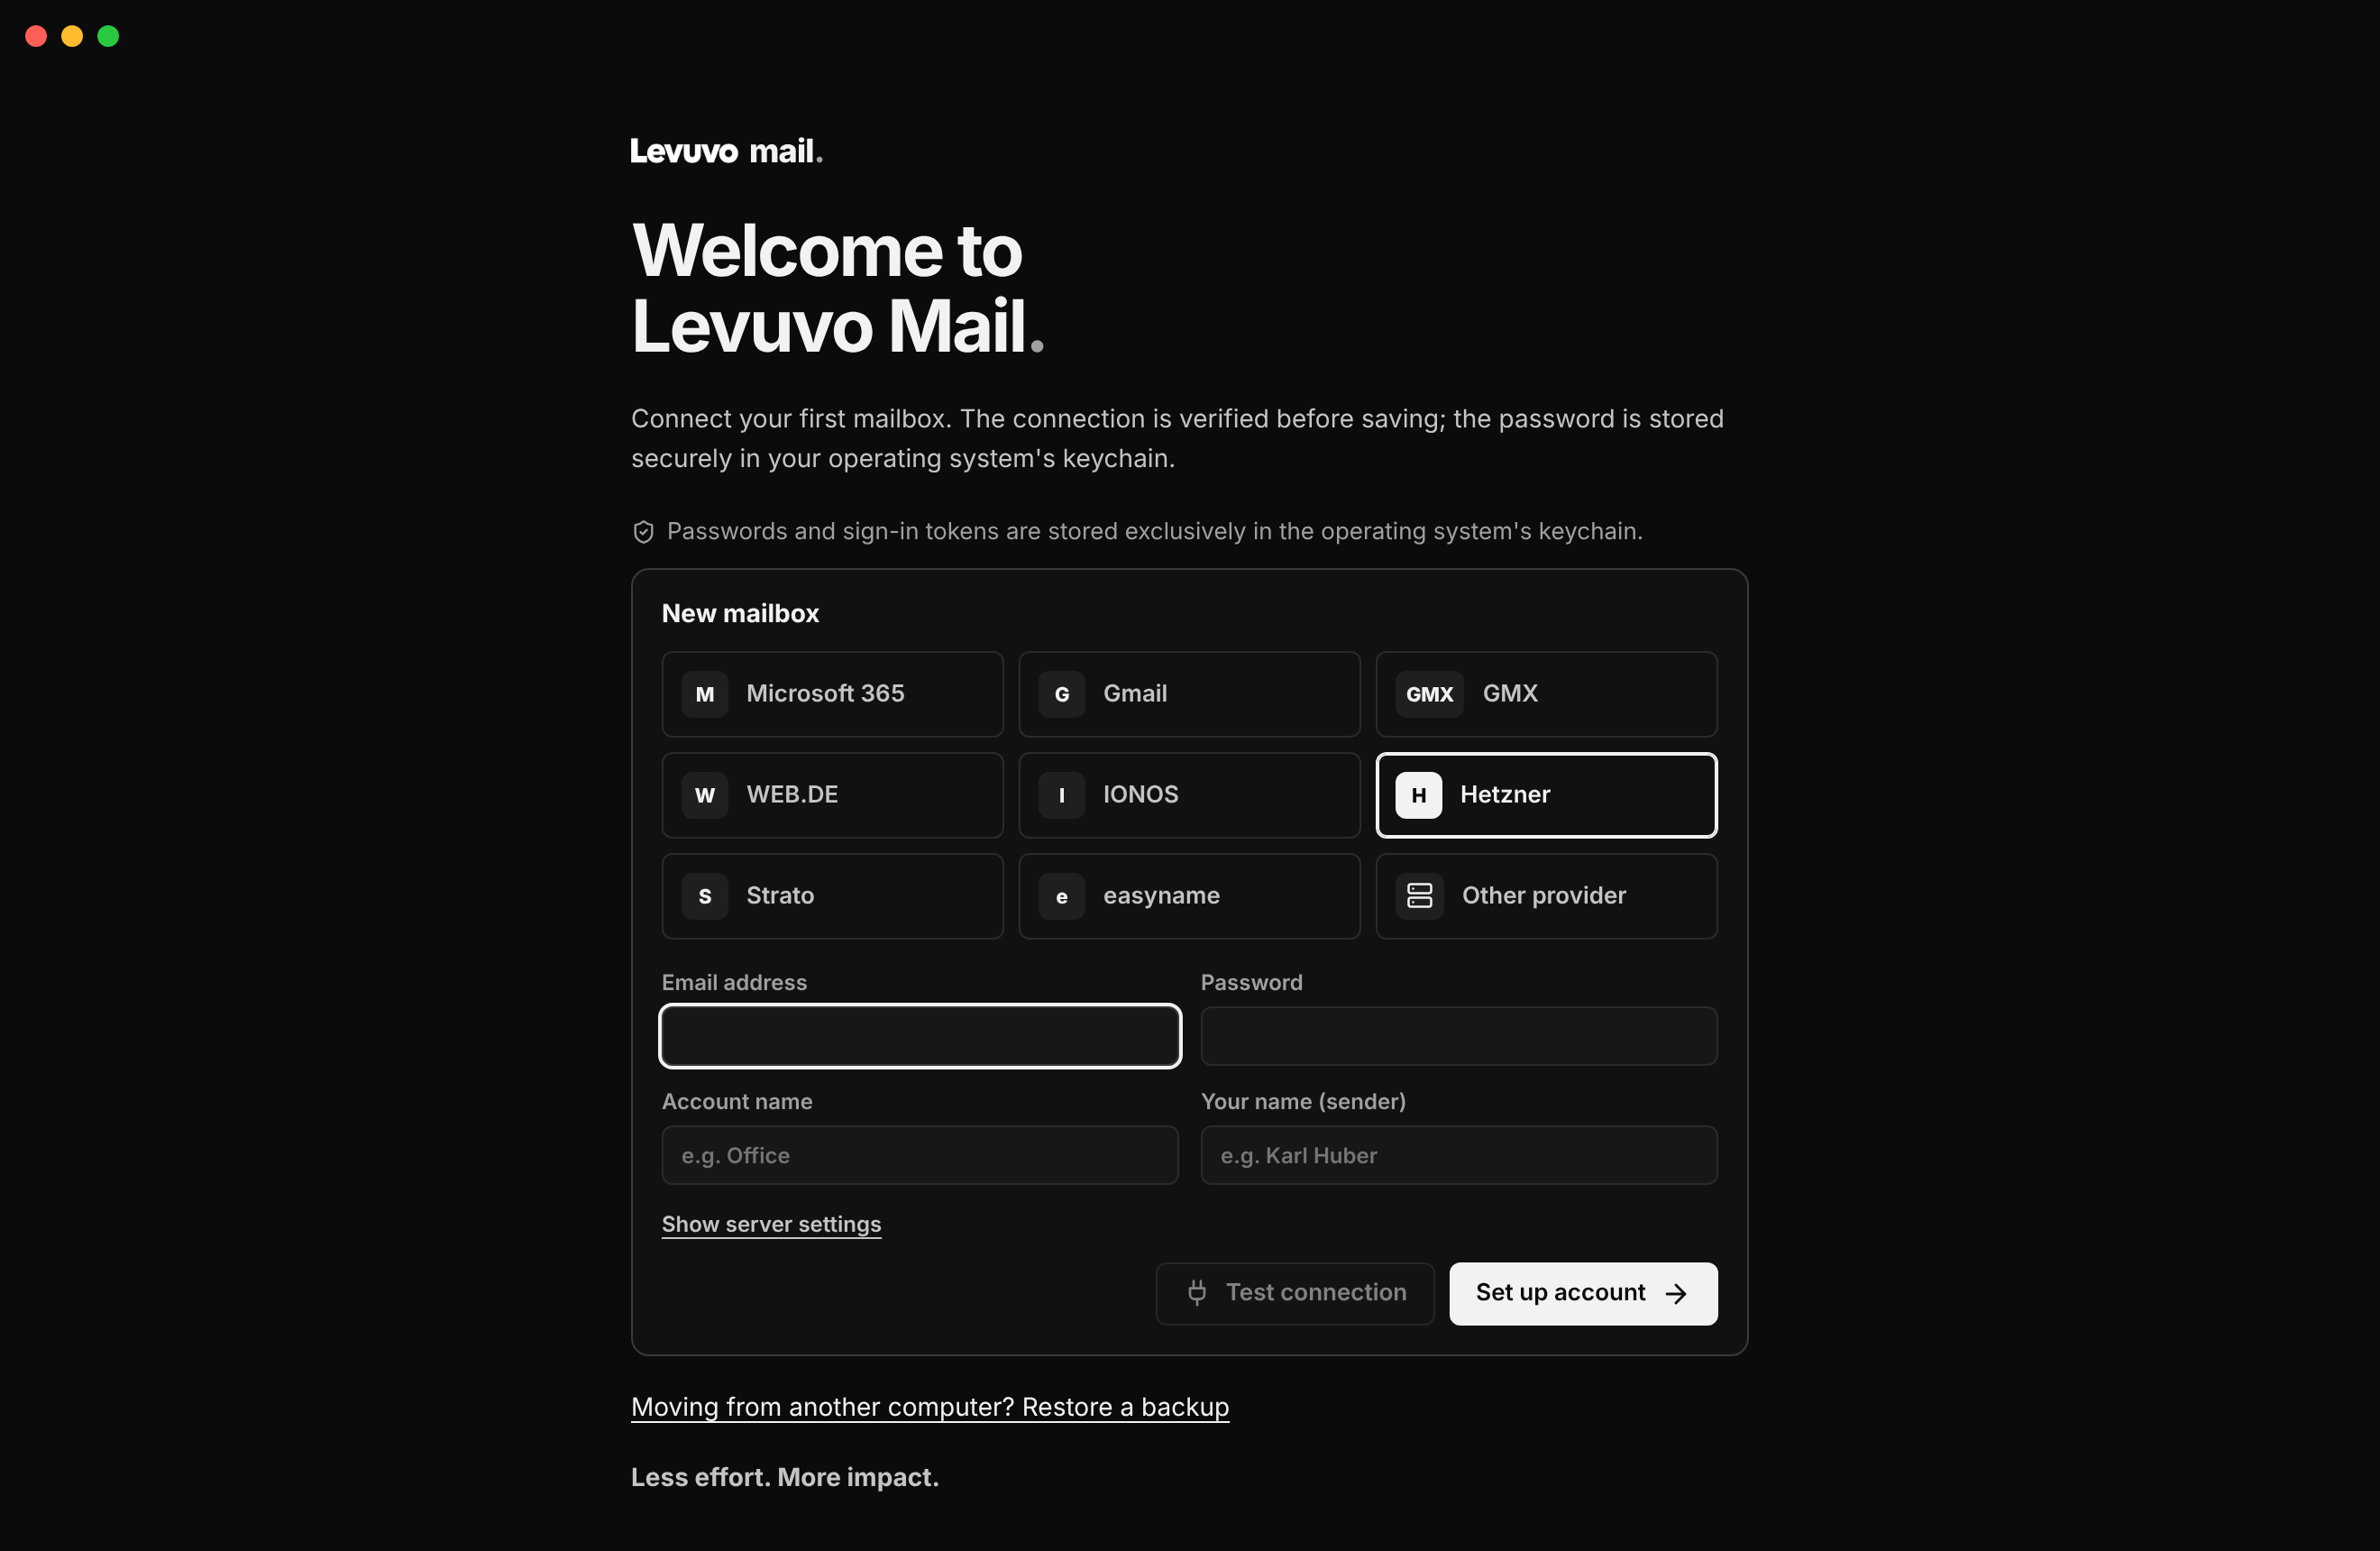 Levuvo mail.
Welcome to
Levuvo Mail.
Connect your first mailbox. The connection is verified before saving; the password is stored
securely in your operating system's keychain.
Passwords and sign-in tokens are stored exclusively in the operating system's keychain.
New mailbox
M Microsoft 365
G Gmail
GMX GMX
W WEB.DE
I IONOS
H Hetzner
S Strato
e easyname
Other provider
Email address
Password
Account name
Your name (sender)
e.g. Office
e.g. Karl Huber
Show server settings
Test connection
Set up account
Moving from another computer? Restore a backup
Less effort. More impact.